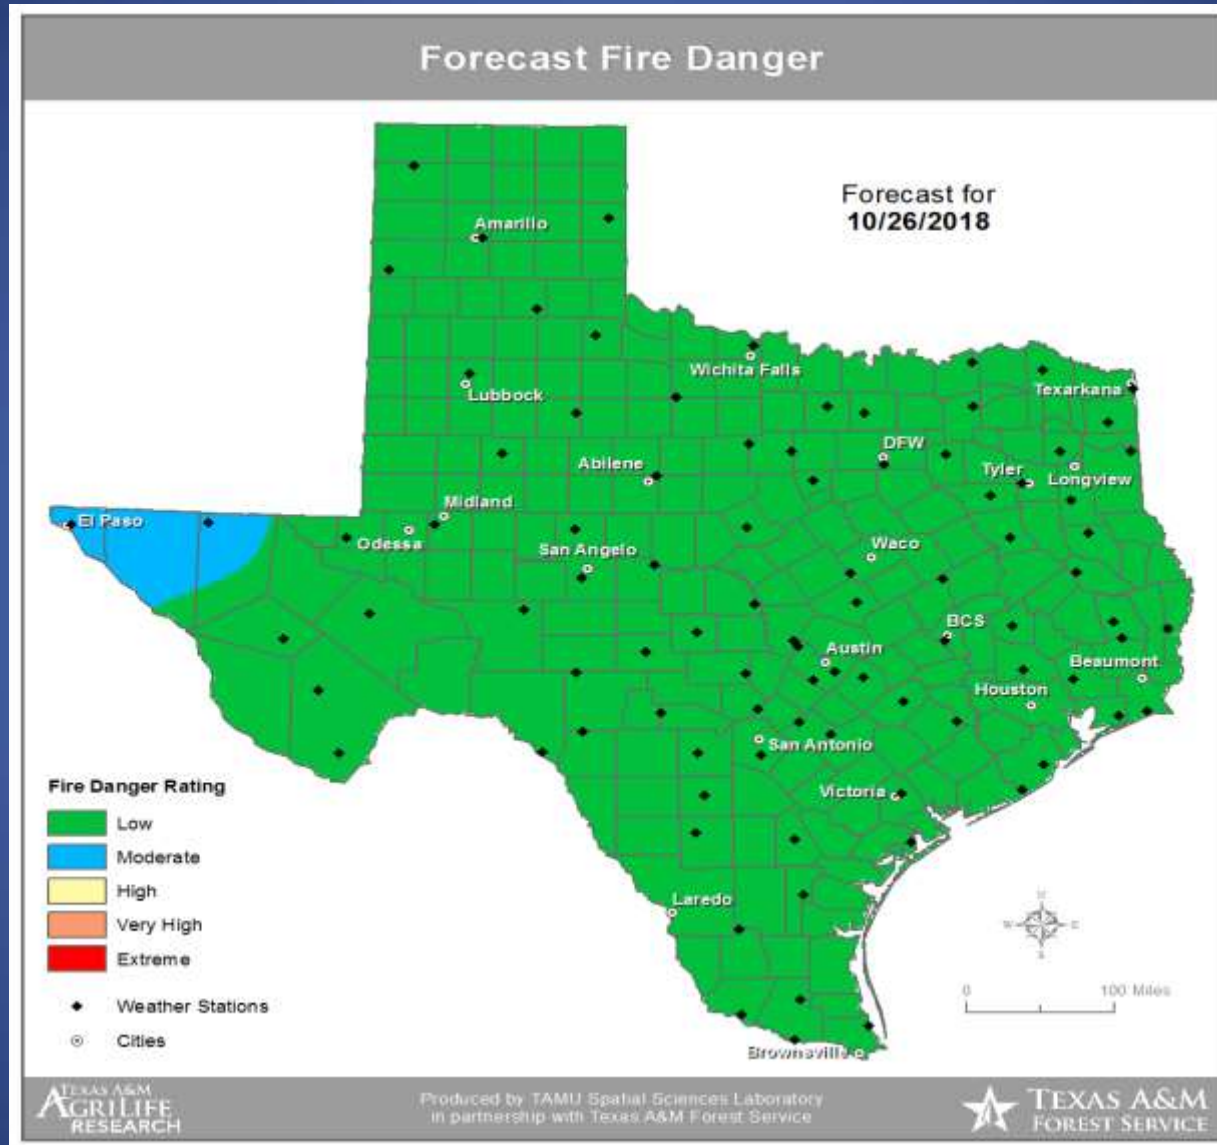 Forecast Fire Danger
Forecast for
10/26/2018
Amarillo
Wichita Falls
Lubbock
Texarkana
DFW
Abilene
Tyler
Longview
Midland
El Paso
Odessa
San Angelo
Waco
BCS
Austin
Beaumont
Houston
San Antonio
Victoria
Laredo
Brownsville
Fire Danger Rating
Low
Moderate
High
Very High
Extreme
Weather Stations
Cities
N
W E
S
0 100 Miles
TEXAS A&M
AGRILIFE
RESEARCH
Produced by TAMU Spatial Sciences Laboratory
in partnership with Texas A&M Forest Service
TEXAS A&M
FOREST SERVICE